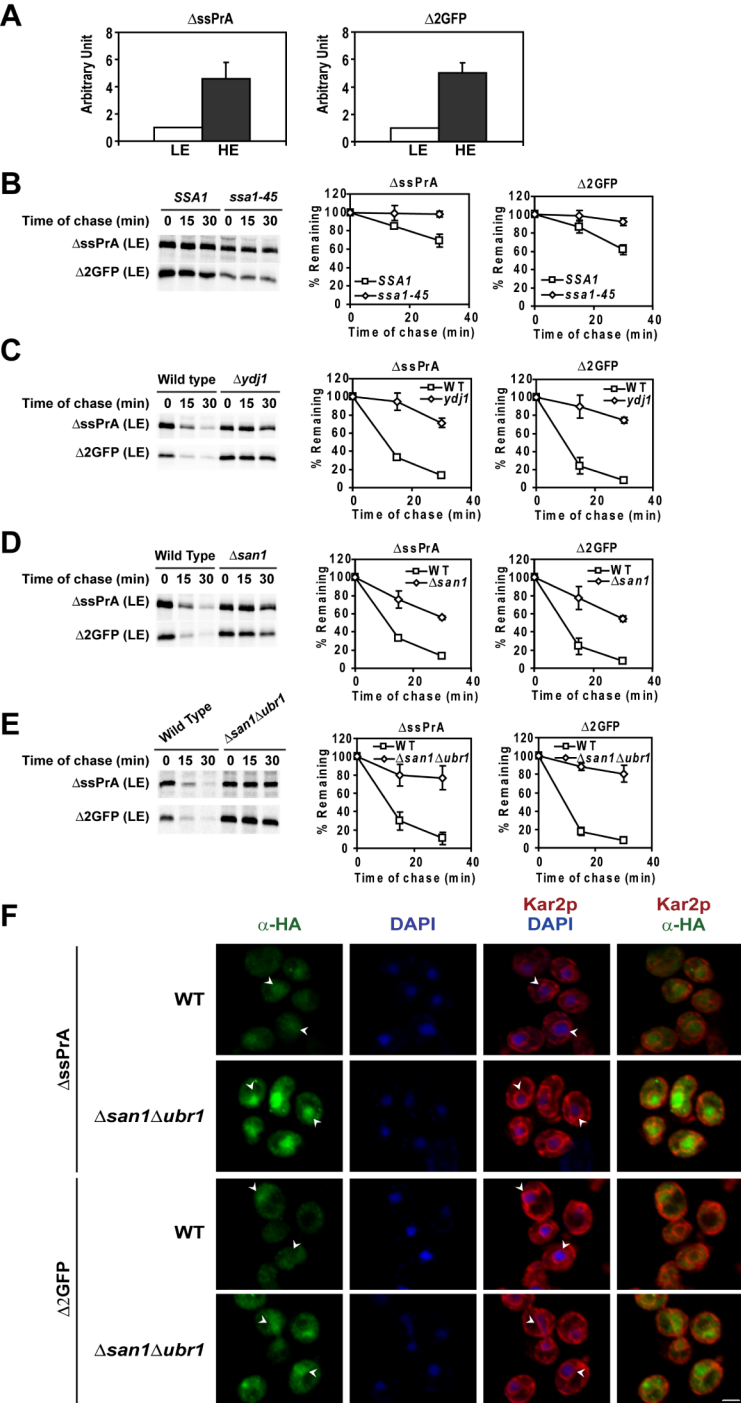 A
ΔssPrA
Δ2GFP
Arbitrary Unit
8
6
4
2
0
LE HE
Arbitrary Unit
8
6
4
2
0
LE HE
B
SSA1 ssa1-45
Time of chase (min) 0 15 30 0 15 30
ΔssPrA (LE)
Δ2GFP (LE)
ΔssPrA
% Remaining
120
100
80
60
40
20
0
SSA1
ssa1-45
0 20 40
Time of chase (min)
Δ2GFP
% Remaining
120
100
80
60
40
20
0
SSA1
ssa1-45
0 20 40
Time of chase (min)
C
Wild type Δydj1
Time of chase (min) 0 15 30 0 15 30
ΔssPrA (LE)
Δ2GFP (LE)
ΔssPrA
% Remaining
120
100
80
60
40
20
0
WT
ydj1
0 20 40
Time of chase (min)
Δ2GFP
% Remaining
120
100
80
60
40
20
0
WT
ydj1
0 20 40
Time of chase (min)
D
Wild Type Δsan1
Time of chase (min) 0 15 30 0 15 30
ΔssPrA (LE)
Δ2GFP (LE)
ΔssPrA
% Remaining
120
100
80
60
40
20
0
WT
Δsan1
0 20 40
Time of chase (min)
Δ2GFP
% Remaining
120
100
80
60
40
20
0
WT
Δsan1
0 20 40
Time of chase (min)
E
Wild Type Δsan1Δubr1
Time of chase (min) 0 15 30 0 15 30
ΔssPrA (LE)
Δ2GFP (LE)
ΔssPrA
% Remaining
120
100
80
60
40
20
0
WT
Δsan1Δubr1
0 20 40
Time of chase (min)
Δ2GFP
% Remaining
120
100
80
60
40
20
0
WT
Δsan1Δubr1
0 20 40
Time of chase (min)
F
α-HA
DAPI
Kar2p
DAPI
Kar2p
α-HA
ΔssPrA
WT
Δsan1Δubr1
Δ2GFP
WT
Δsan1Δubr1